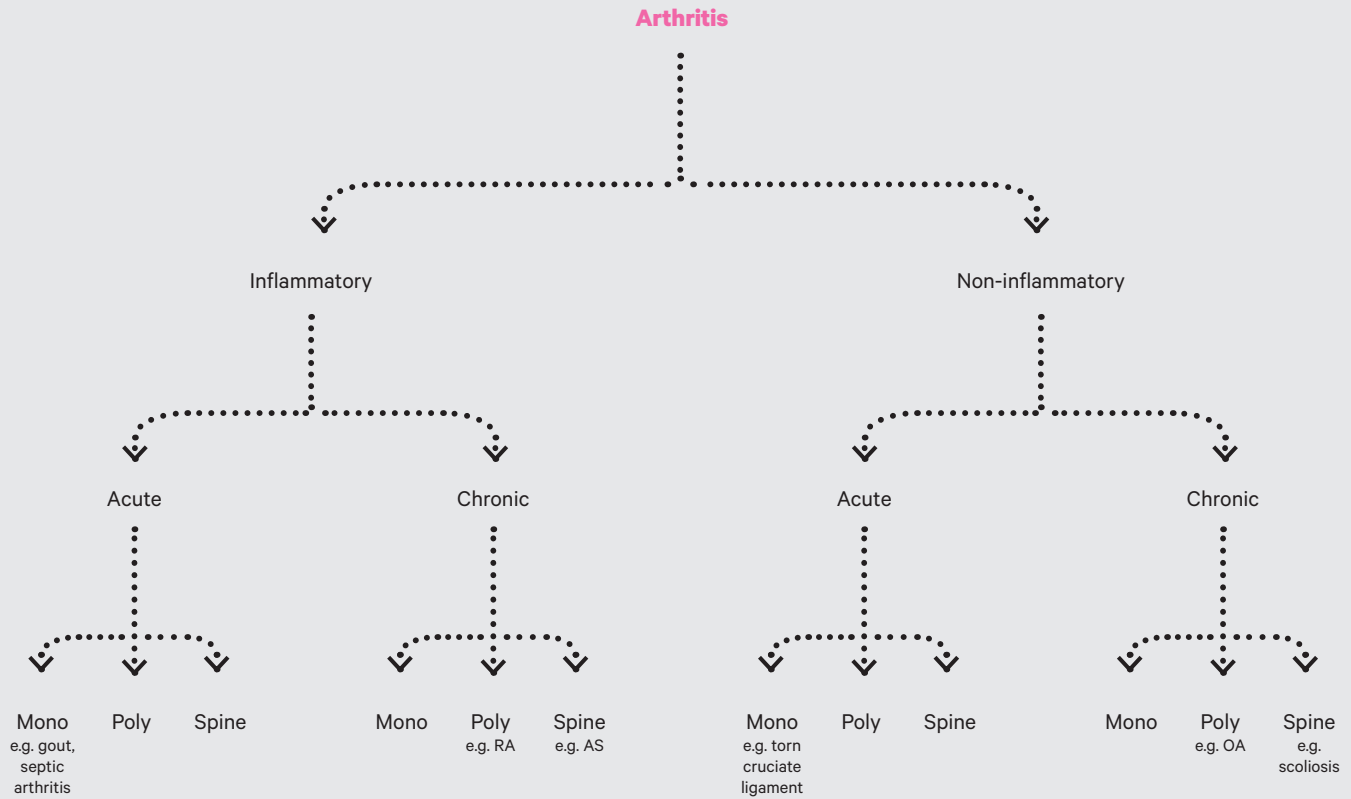 Arthritis
Inflammatory
Non-inflammatory
Acute
Chronic
Acute
Chronic
Mono
e.g. gout,
septic
arthritis
Poly
Spine
Mono
Poly
e.g. RA
Spine
e.g. AS
Mono
e.g. torn
cruciate
ligament
Poly
Spine
Mono
Poly
e.g. OA
Spine
e.g.
scoliosis